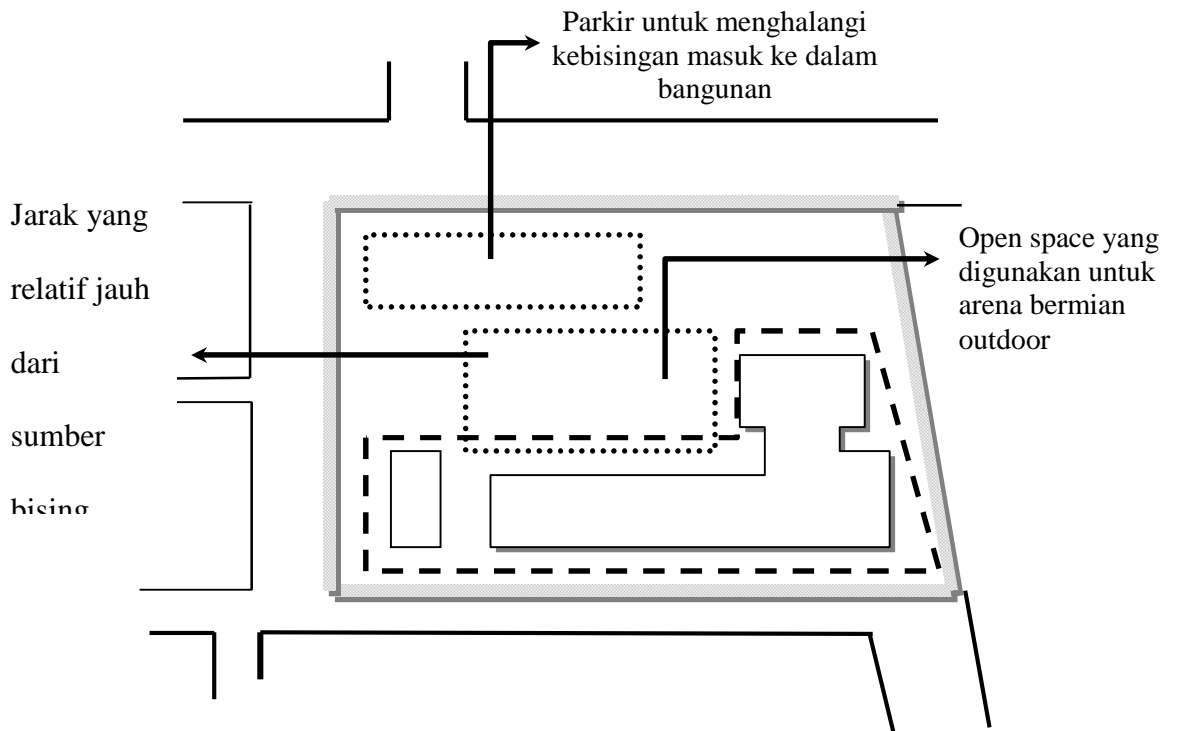 Parkir untuk menghalangi
kebisingan masuk ke dalam
bangunan
Jarak yang
relatif jauh
dari
sumber
bising
Open space yang
digunakan untuk
arena bermian
outdoor